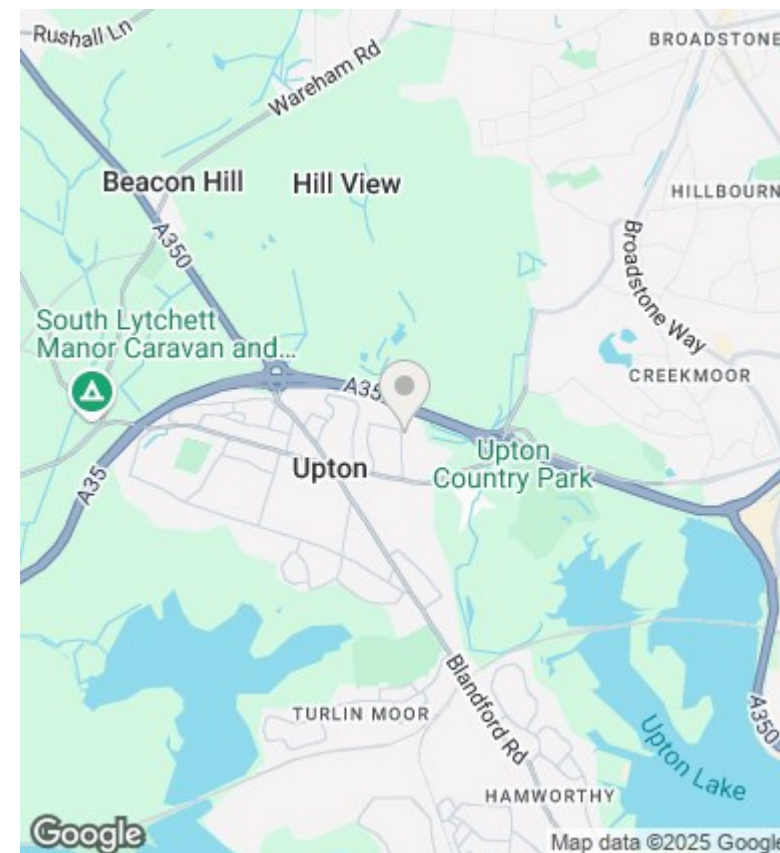 Rushall Ln
Wareham Rd
BROADSTONE
Beacon Hill
Hill View
HILLBOURN
A350
Broadstone Way
South Lytchett
Manor Caravan and...
A35
CREEKMOOR
Upton
Upton
Country Park
A35
Blandford Rd
TURLIN MOOR
A350
Upton Lake
HAMWORTHY
Google
Map data ©2025 Google